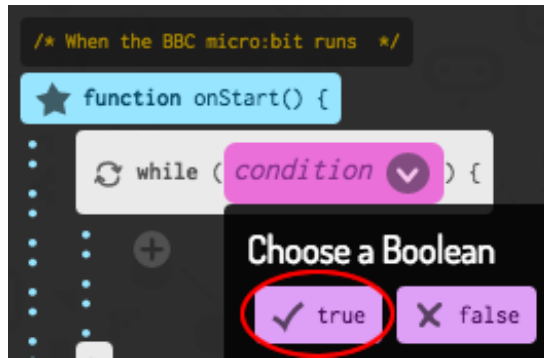 /* When the BBC micro:bit runs */
function onStart() {
while ( condition ) {
Choose a Boolean
true false